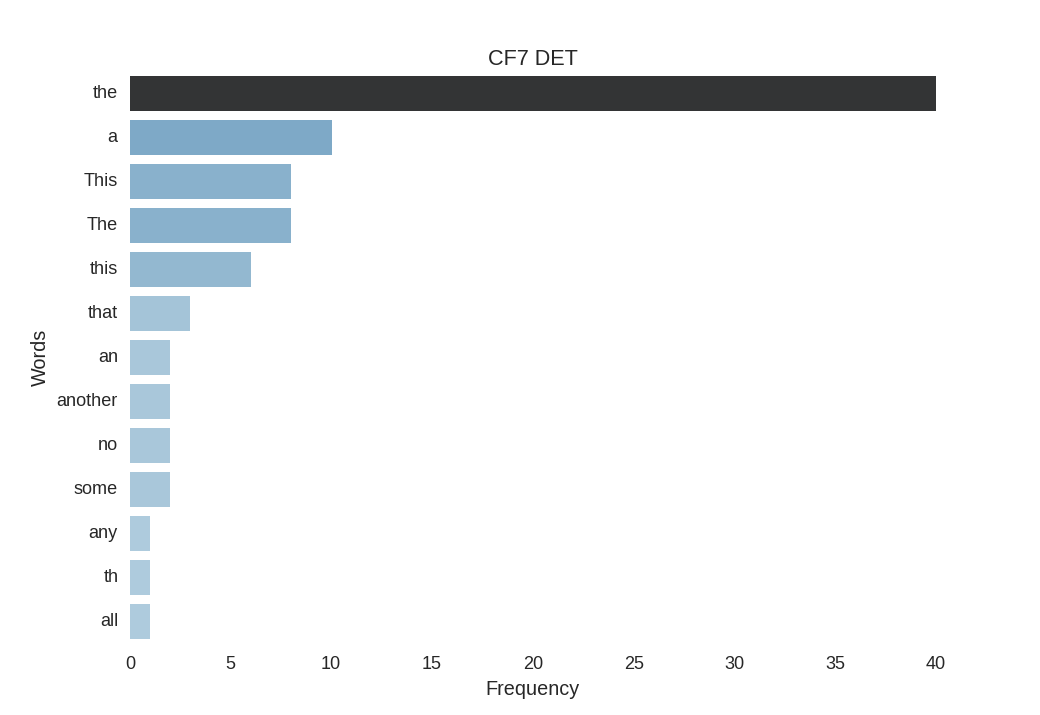 CF7 DET
the
a
This
The
this
that
an
another
no
some
any
th
all
Words
0 5 10 15 20 25 30 35 40
Frequency